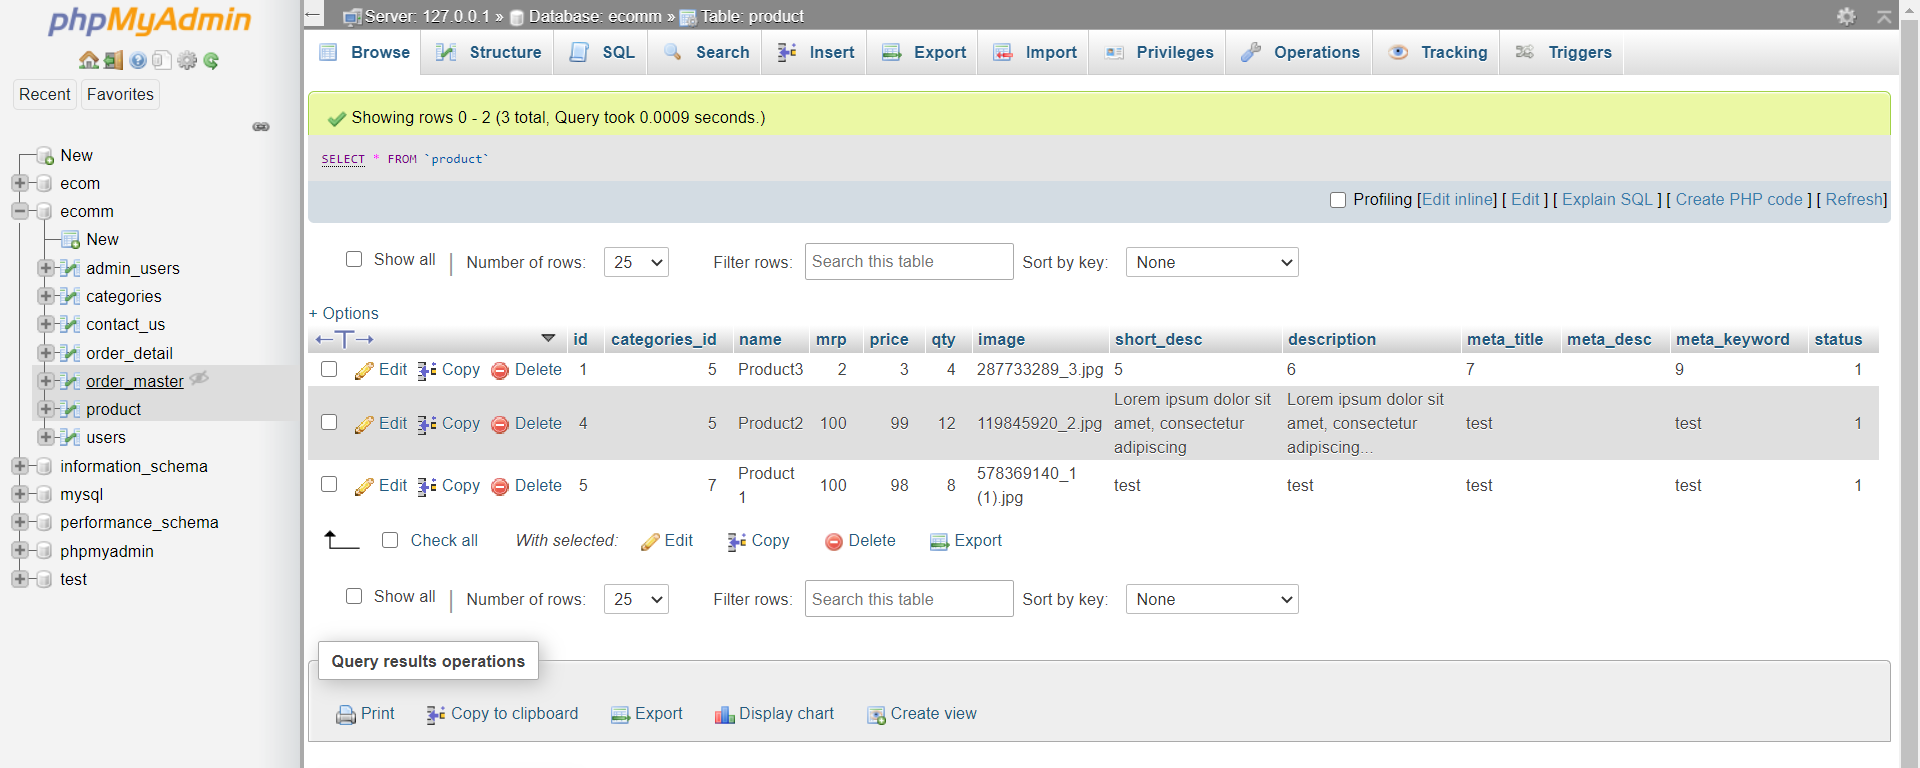 phpMyAdmin
Recent Favorites
New
ecom
ecomm
New
admin_users
categories
contact_us
order_detail
order_master
product
users
information_schema
mysql
performance_schema
phpmyadmin
test
Server: 127.0.0.1 » Database: ecomm » Table: product
Browse Structure SQL Search Insert Export Import Privileges Operations Tracking Triggers
Showing rows 0 - 2 (3 total, Query took 0.0009 seconds.)
SELECT * FROM `product`
Profiling [Edit inline] [ Edit ] [ Explain SQL ] [ Create PHP code ] [ Refresh]
Show all | Number of rows: 25 Filter rows: Search this table Sort by key: None
+ Options
←T→ id categories_id name mrp price qty image short_desc description meta_title meta_desc meta_keyword status
Edit Copy Delete 1 5 Product3 2 3 4 287733289_3.jpg 5 6 7 9 1
Lorem ipsum dolor sit Lorem ipsum dolor sit
Edit Copy Delete 4 5 Product2 100 99 12 119845920_2.jpg amet, consectetur amet, consectetur test test 1
adipiscing adipiscing...
Product 578369140_1
Edit Copy Delete 5 7 100 98 8 test test test test 1
1 (1).jpg
Check all With selected: Edit Copy Delete Export
Show all | Number of rows: 25 Filter rows: Search this table Sort by key: None
Query results operations
Print Copy to clipboard Export Display chart Create view